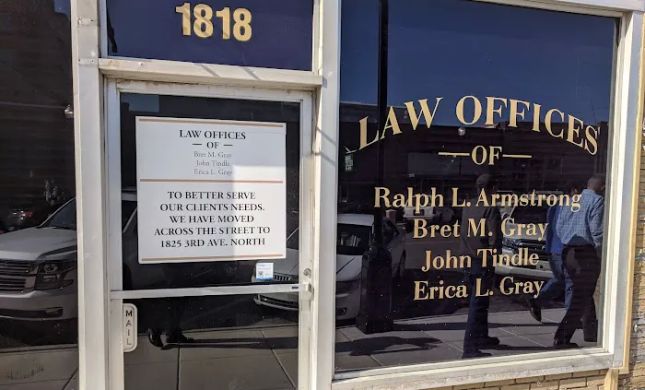 1818
LAW OFFICES
OF
Bret M. Gray
John Tindle
Erica L. Gray
TO BETTER SERVE
OUR CLIENTS NEEDS.
WE HAVE MOVED
ACROSS THE STREET TO
1825 3RD AVE. NORTH
MAIL
LAW OFFICES
OF
Ralph L. Armstrong
Bret M. Gray
John Tindle
Erica L. Gray